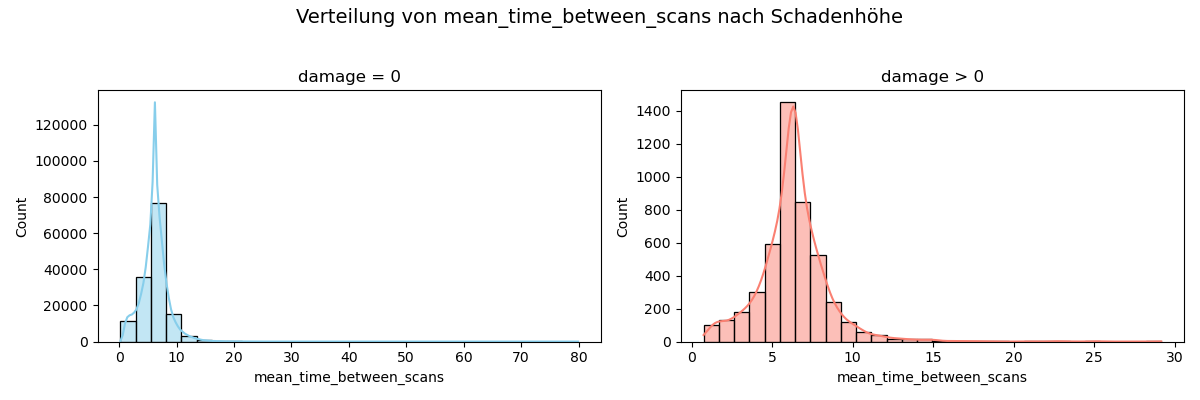 Verteilung von mean_time_between_scans nach Schadenhöhe
damage = 0
Count
120000
100000
80000
60000
40000
20000
0
0 10 20 30 40 50 60 70 80
mean_time_between_scans
damage > 0
Count
1400
1200
1000
800
600
400
200
0
0 5 10 15 20 25 30
mean_time_between_scans